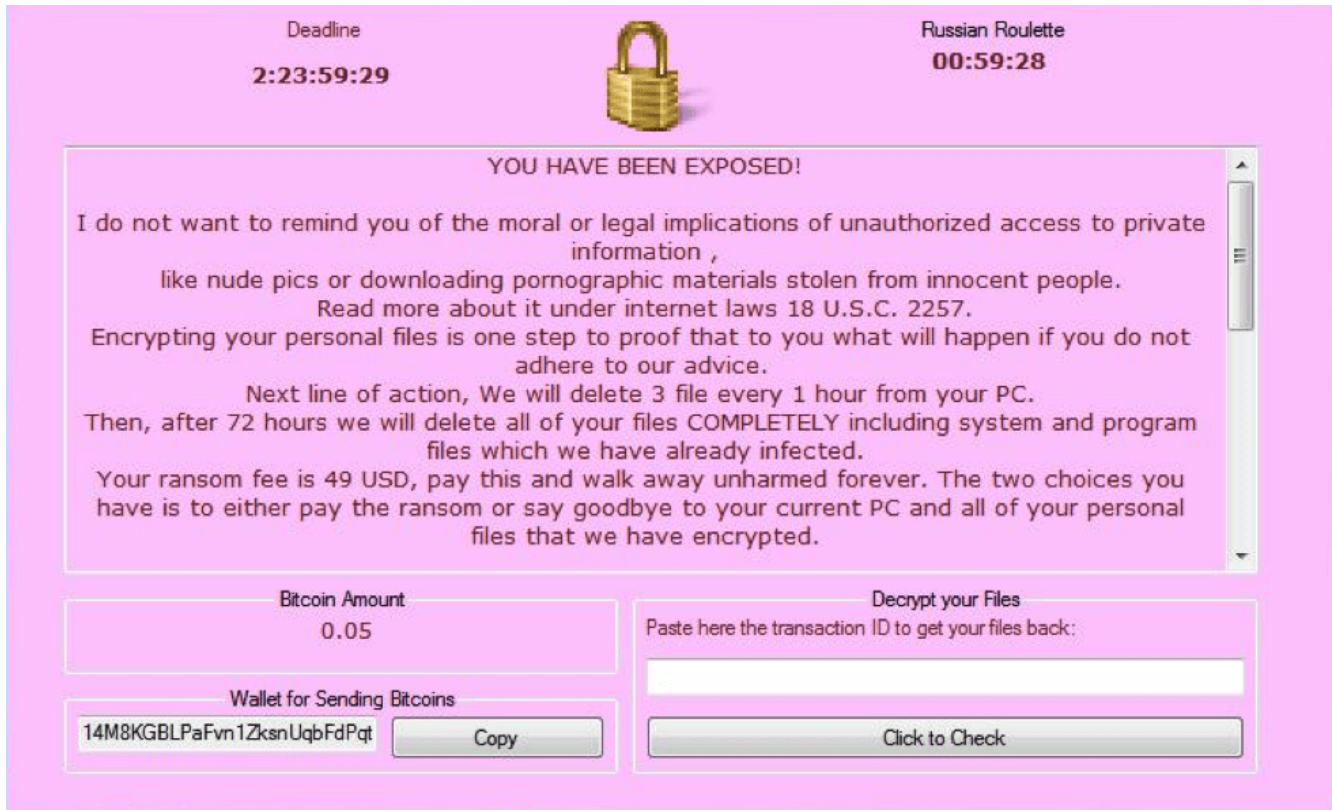 Deadline
2:23:59:29
Russian Roulette
00:59:28
YOU HAVE BEEN EXPOSED!
I do not want to remind you of the moral or legal implications of unauthorized access to private
information ,
like nude pics or downloading pornographic materials stolen from innocent people.
Read more about it under internet laws 18 U.S.C. 2257.
Encrypting your personal files is one step to proof that to you what will happen if you do not
adhere to our advice.
Next line of action, We will delete 3 file every 1 hour from your PC.
Then, after 72 hours we will delete all of your files COMPLETELY including system and program
files which we have already infected.
Your ransom fee is 49 USD, pay this and walk away unharmed forever. The two choices you
have is to either pay the ransom or say goodbye to your current PC and all of your personal
files that we have encrypted.
Bitcoin Amount
0.05
Wallet for Sending Bitcoins
14M8KGBLPaFvn1ZksnUqbFdPqt
Copy
Decrypt your Files
Paste here the transaction ID to get your files back:
Click to Check